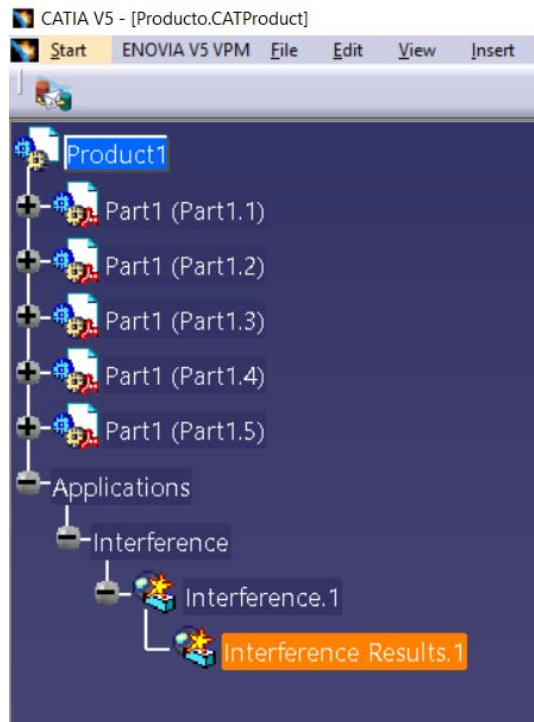 CATIA V5 - [Producto.CATProduct]
Start ENOVIA V5 VPM File Edit View Insert
Product1
Part1 (Part1.1)
Part1 (Part1.2)
Part1 (Part1.3)
Part1 (Part1.4)
Part1 (Part1.5)
Applications
Interference
Interference.1
Interference Results.1